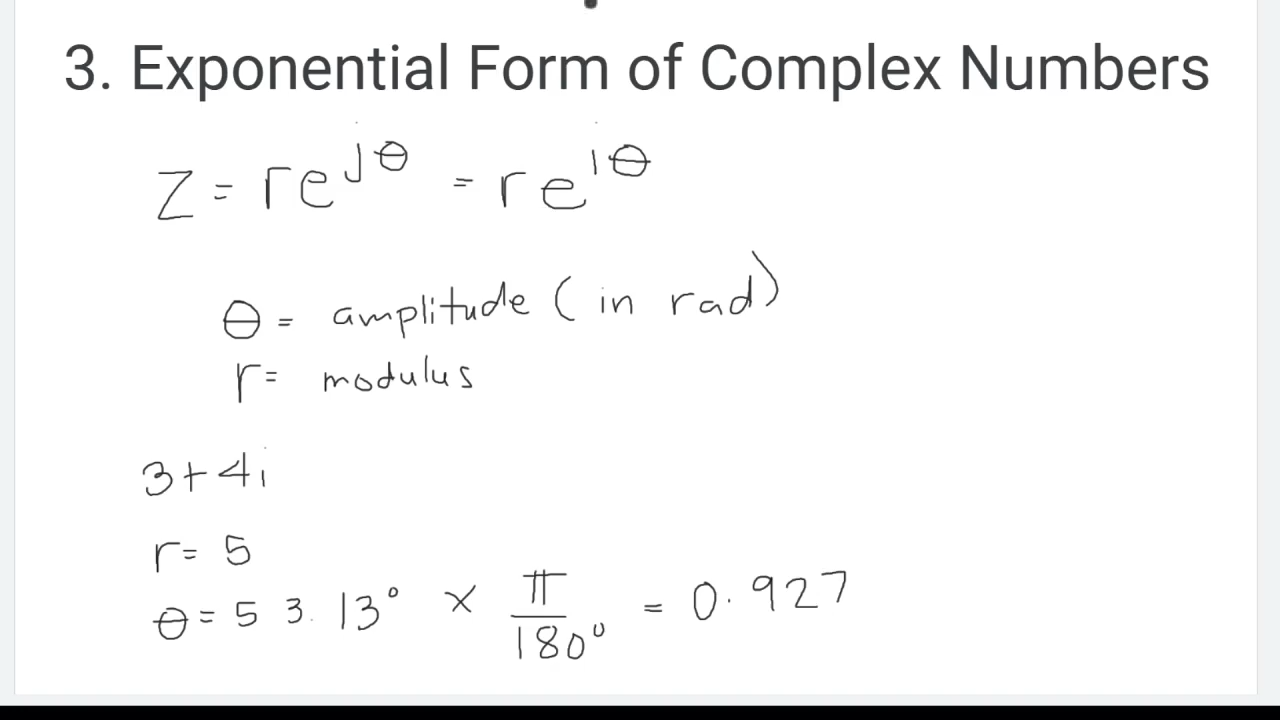 3. Exponential Form of Complex Numbers
z = re^jθ = re^iθ
θ = amplitude (in rad)
r = modulus
3+4i
r = 5
θ = 53.13° × π/180° = 0.927